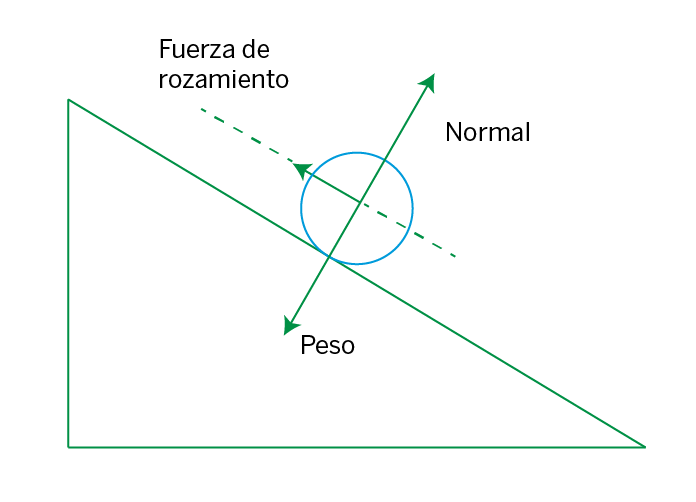 Fuerza de
rozamiento
Normal
Peso